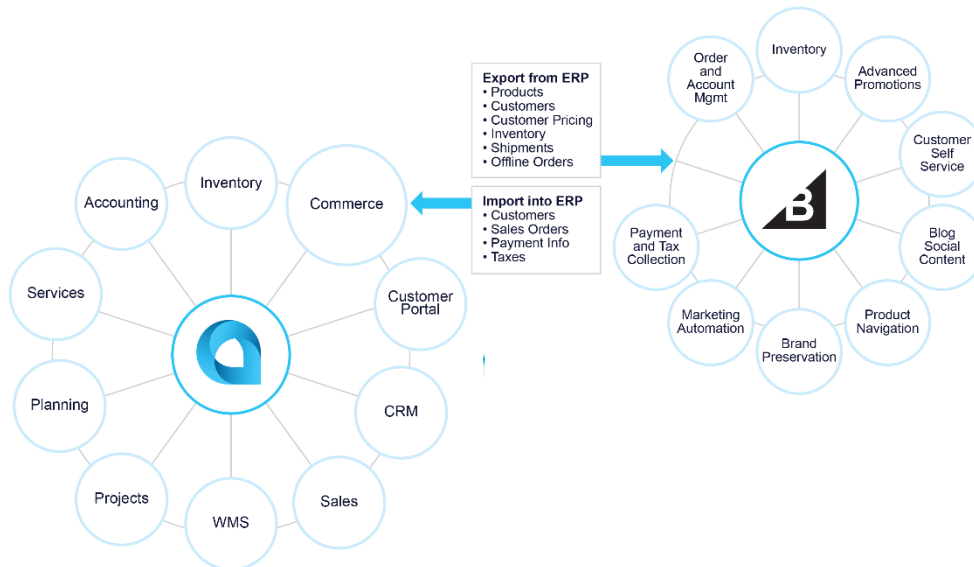 Export from ERP
• Products
• Customers
• Customer Pricing
• Inventory
• Shipments
• Offline Orders
Import into ERP
• Customers
• Sales Orders
• Payment Info
• Taxes
Inventory
Commerce
Customer
Portal
CRM
Sales
WMS
Projects
Planning
Services
Accounting
Inventory
Advanced
Promotions
Customer
Self
Service
Blog
Social
Content
Product
Navigation
Brand
Preservation
Marketing
Automation
Payment
and Tax
Collection
Order
and
Account
Mgmt
B